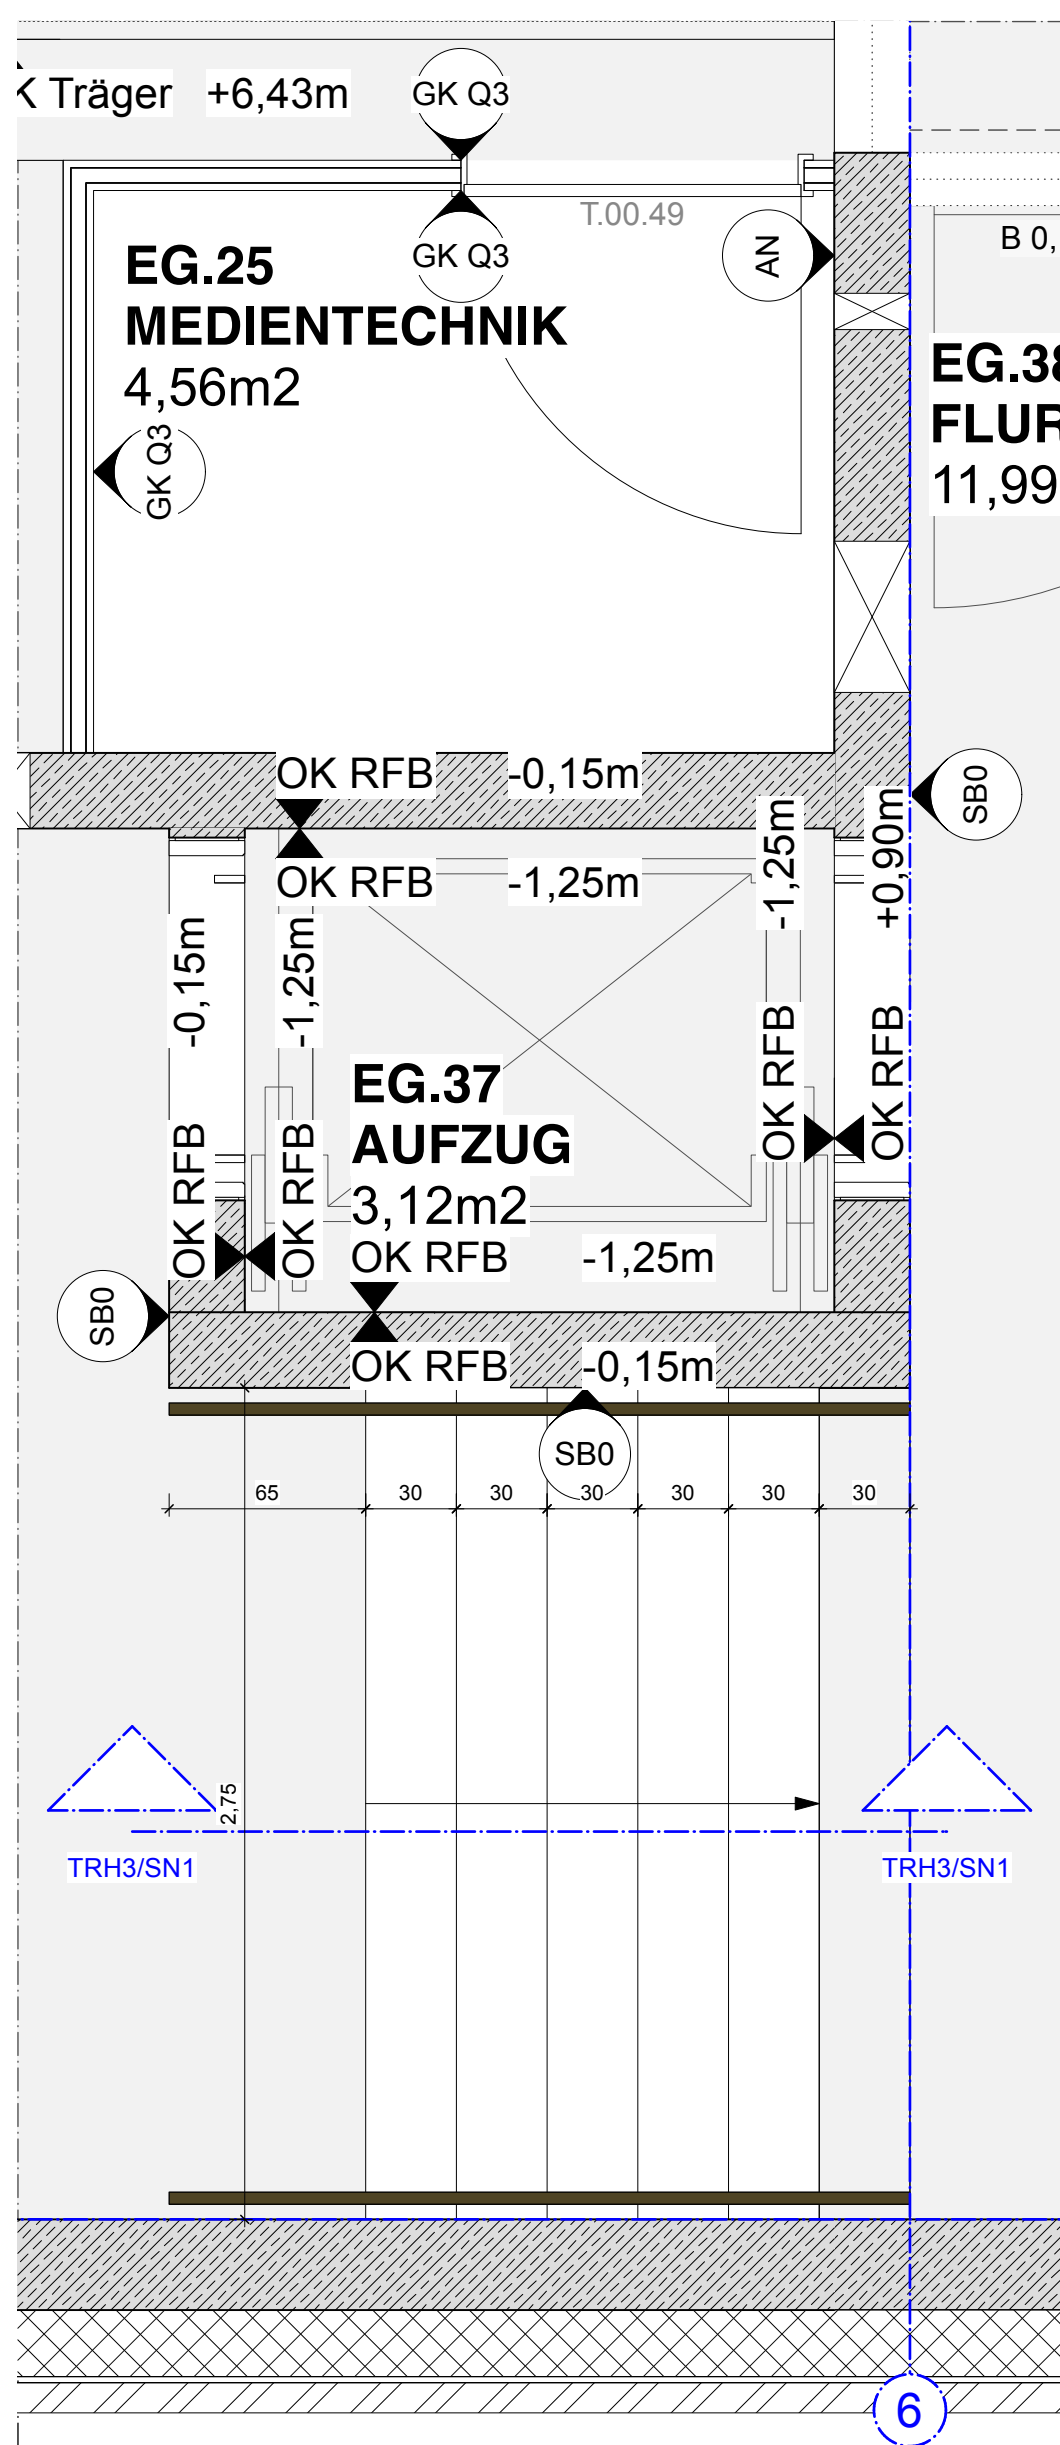 K Träger +6,43m
GK Q3
T.00.49
GK Q3
AN
B 0,
EG.25
MEDIENTECHNIK
4,56m2
EG.38
FLUR
11,99
GK Q3
OK RFB -0,15m
SB0
OK RFB -1,25m
OK RFB -0,15m
OK RFB -1,25m
OK RFB -1,25m
OK RFB +0,90m
EG.37
AUFZUG
3,12m2
OK RFB -1,25m
SB0
OK RFB -0,15m
SB0
65 30 30 30 30 30 30
2,75
TRH3/SN1
TRH3/SN1
6